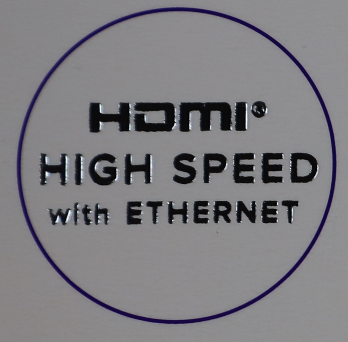 HDMI®
HIGH SPEED
with ETHERNET